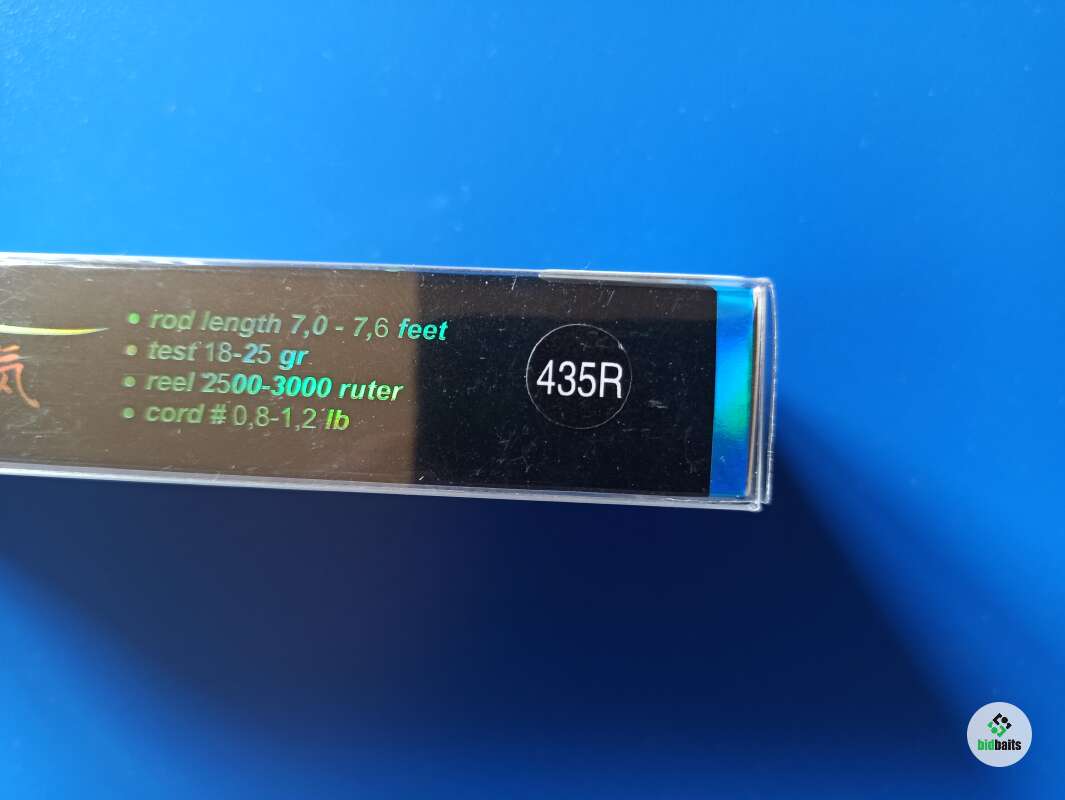 • rod length 7,0 - 7,6 feet
• test 18-25 gr
• reel 2500-3000 ruter
• cord # 0,8-1,2 lb
気
435R
bidbaits